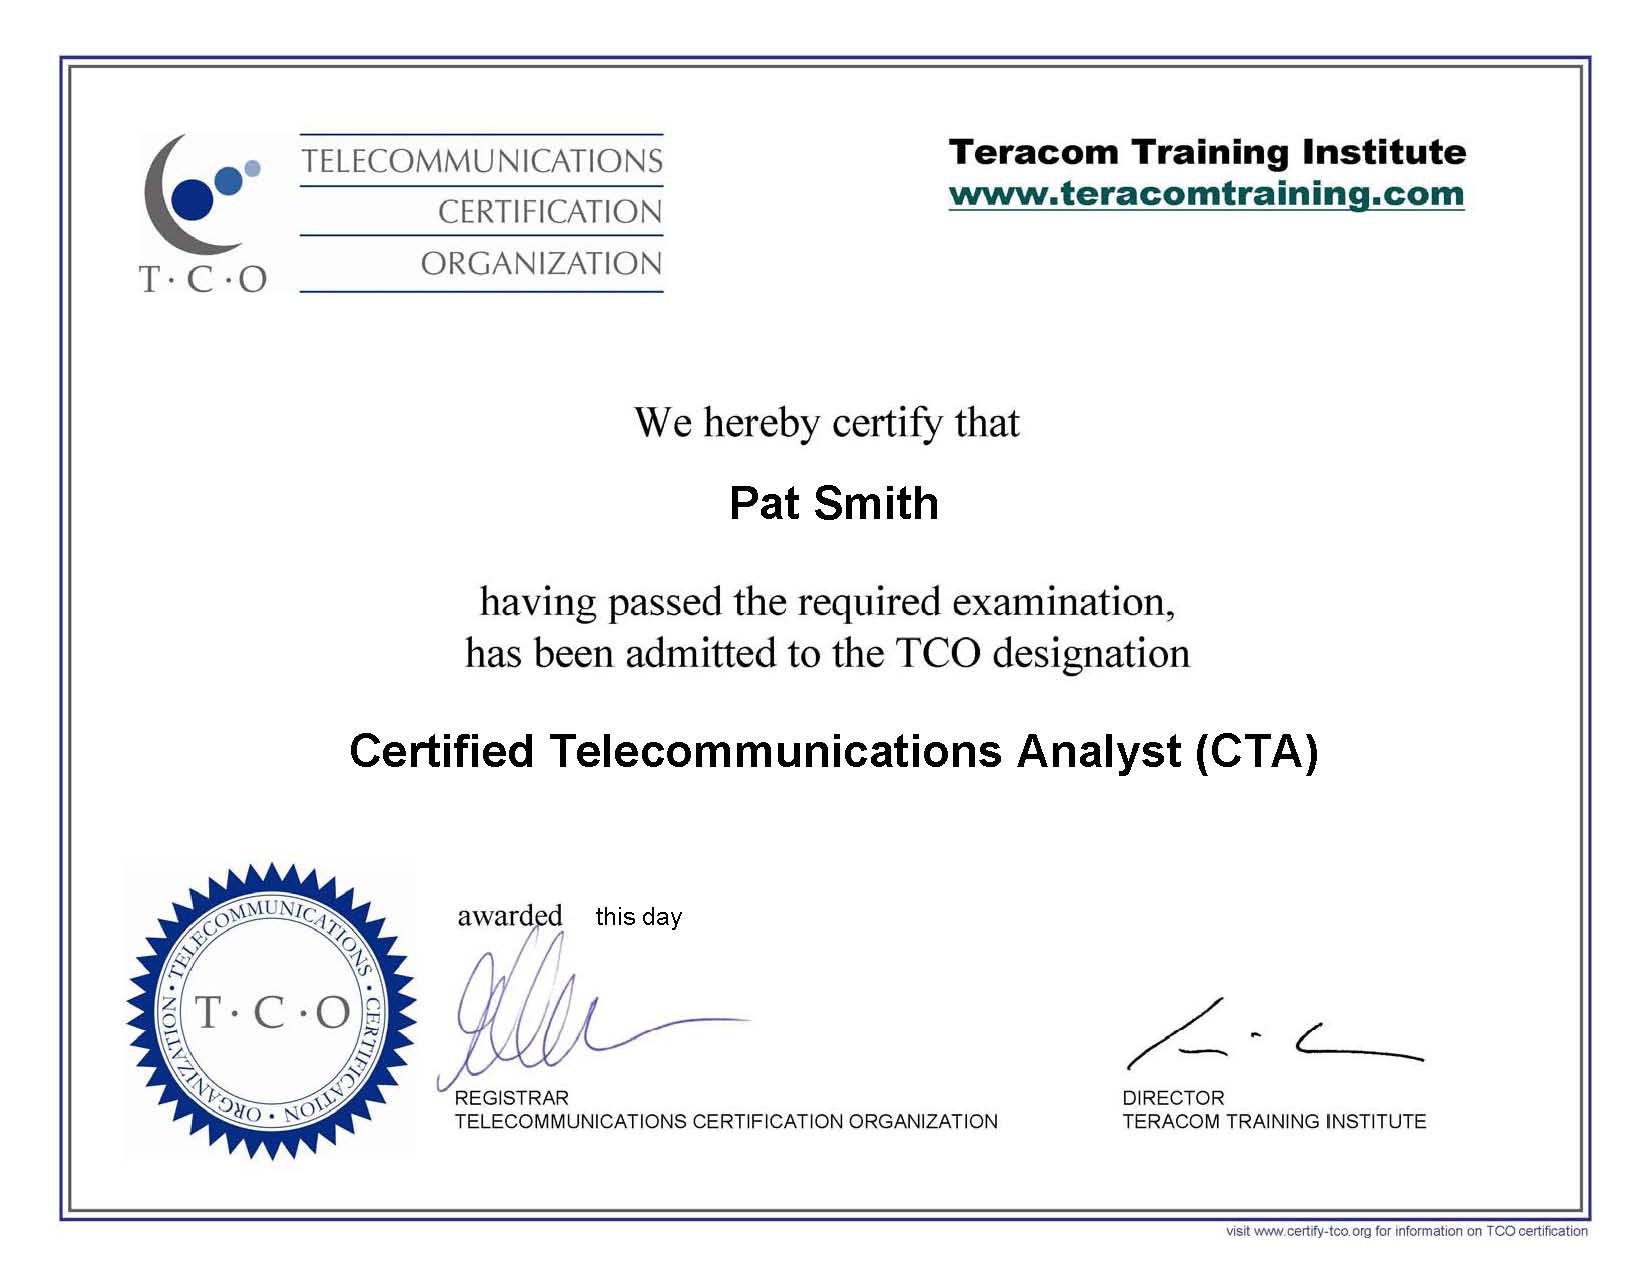 TELECOMMUNICATIONS
CERTIFICATION
ORGANIZATION
T·C·O
Teracom Training Institute
www.teracomtraining.com
We hereby certify that
Pat Smith
having passed the required examination,
has been admitted to the TCO designation
Certified Telecommunications Analyst (CTA)
TELECOMMUNICATIONS · CERTIFICATION · ORGANIZATION ·
T·C·O
awarded this day
REGISTRAR
TELECOMMUNICATIONS CERTIFICATION ORGANIZATION
DIRECTOR
TERACOM TRAINING INSTITUTE
visit www.certify-tco.org for information on TCO certification